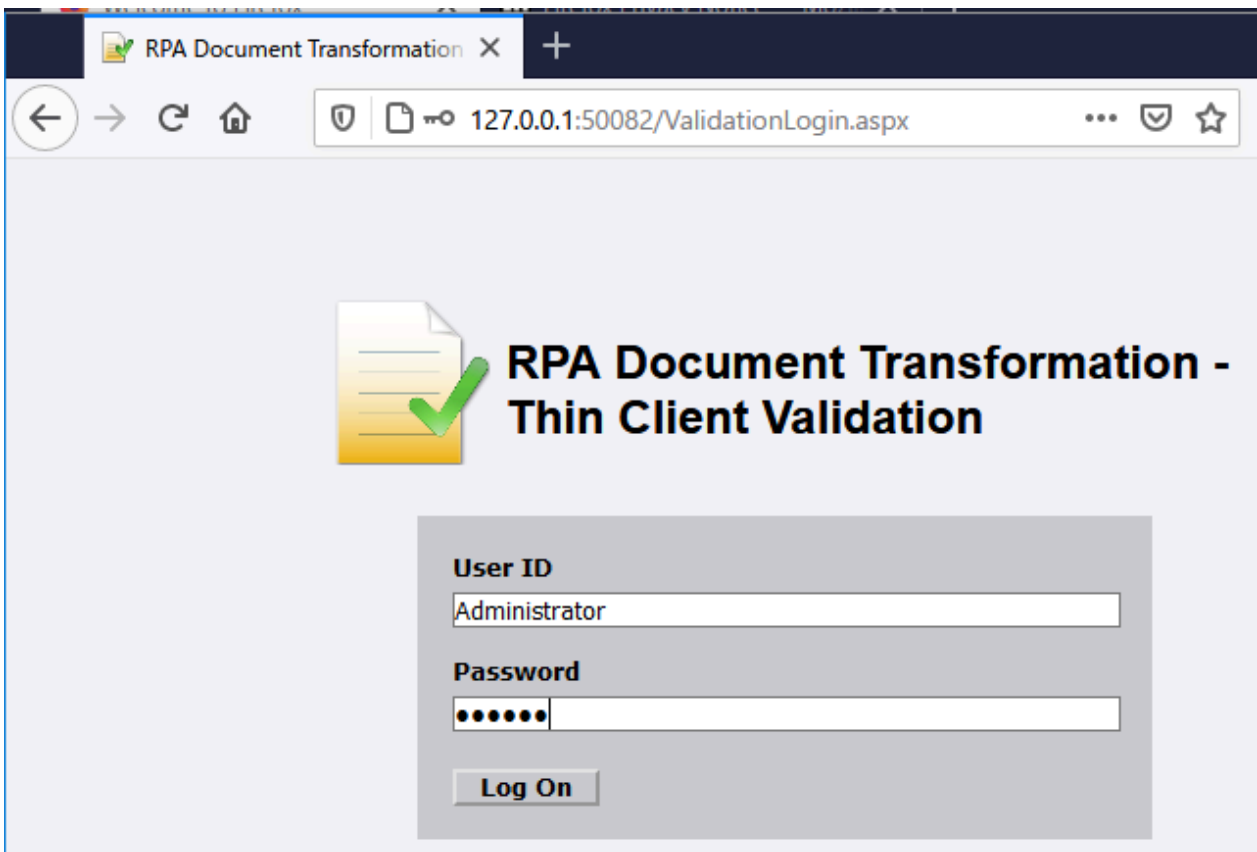 RPA Document Transformation
127.0.0.1:50082/ValidationLogin.aspx
RPA Document Transformation -
Thin Client Validation
User ID
Administrator
Password
••••••
Log On